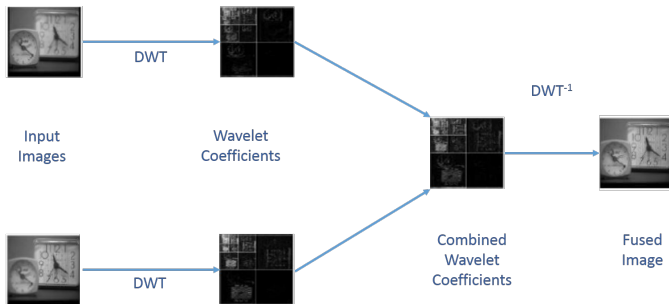 DWT
DWT-1
Input
Images
Wavelet
Coefficients
Combined
Wavelet
Coefficients
Fused
Image
DWT